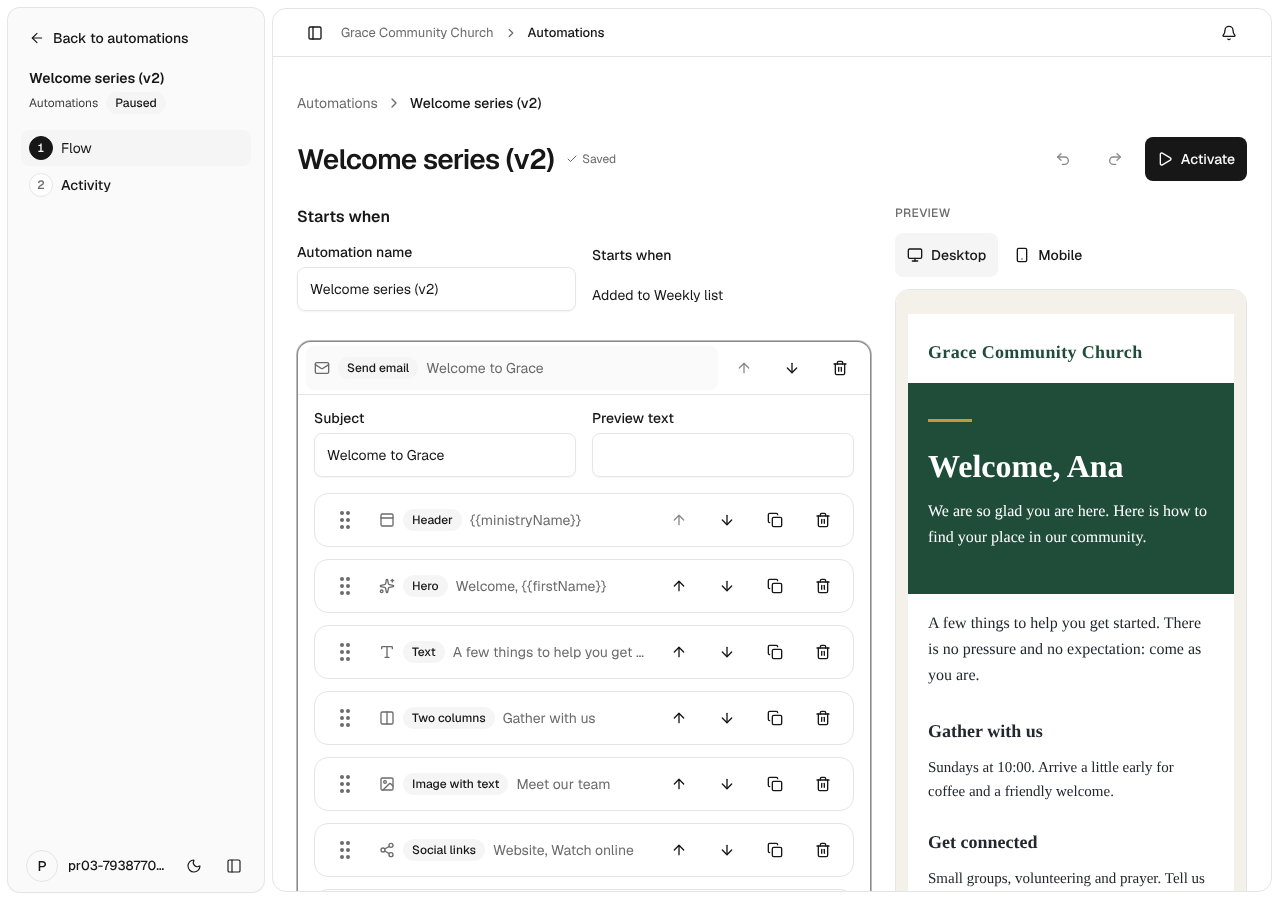 Back to automations
Welcome series (v2)
Automations Paused
1 Flow
2 Activity
P pr03-7938770…
Grace Community Church Automations
Automations Welcome series (v2)
Welcome series (v2) Saved
Activate
Starts when
Automation name
Welcome series (v2)
Starts when
Added to Weekly list
Send email Welcome to Grace
Subject
Welcome to Grace
Preview text
Header {{ministryName}}
Hero Welcome, {{firstName}}
Text A few things to help you get …
Two columns Gather with us
Image with text Meet our team
Social links Website, Watch online
PREVIEW
Desktop Mobile
Grace Community Church
Welcome, Ana
We are so glad you are here. Here is how to
find your place in our community.
A few things to help you get started. There
is no pressure and no expectation: come as
you are.
Gather with us
Sundays at 10:00. Arrive a little early for
coffee and a friendly welcome.
Get connected
Small groups, volunteering and prayer. Tell us